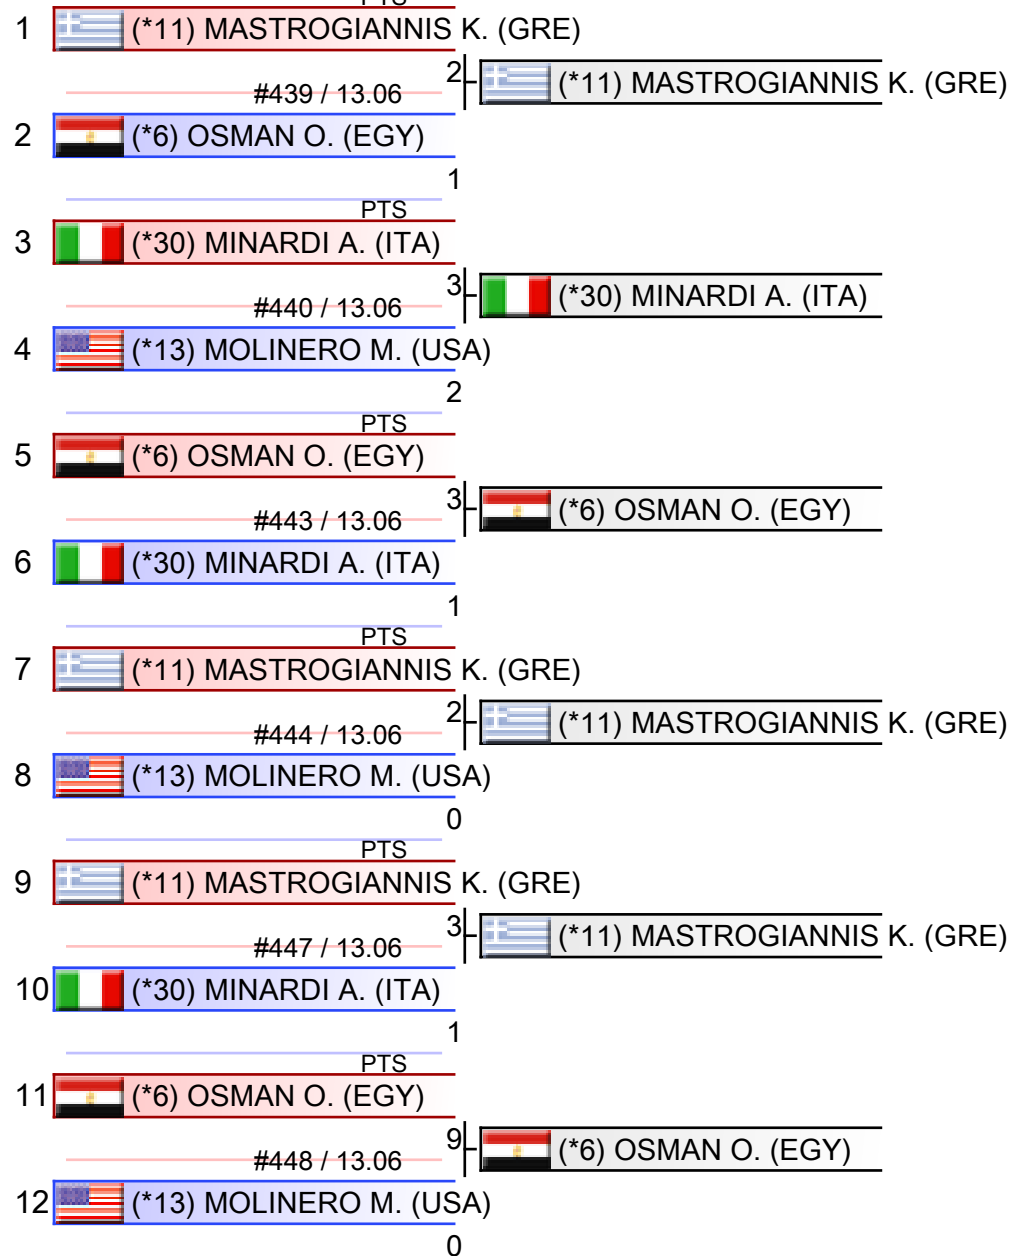 PTS
1 (*11) MASTROGIANNIS K. (GRE)
2 (*11) MASTROGIANNIS K. (GRE)
#439 / 13.06
2 (*6) OSMAN O. (EGY)
1
PTS
3 (*30) MINARDI A. (ITA)
3 (*30) MINARDI A. (ITA)
#440 / 13.06
4 (*13) MOLINERO M. (USA)
2
PTS
5 (*6) OSMAN O. (EGY)
3 (*6) OSMAN O. (EGY)
#443 / 13.06
6 (*30) MINARDI A. (ITA)
1
PTS
7 (*11) MASTROGIANNIS K. (GRE)
2 (*11) MASTROGIANNIS K. (GRE)
#444 / 13.06
8 (*13) MOLINERO M. (USA)
0
PTS
9 (*11) MASTROGIANNIS K. (GRE)
3 (*11) MASTROGIANNIS K. (GRE)
#447 / 13.06
10 (*30) MINARDI A. (ITA)
1
PTS
11 (*6) OSMAN O. (EGY)
9 (*6) OSMAN O. (EGY)
#448 / 13.06
12 (*13) MOLINERO M. (USA)
0